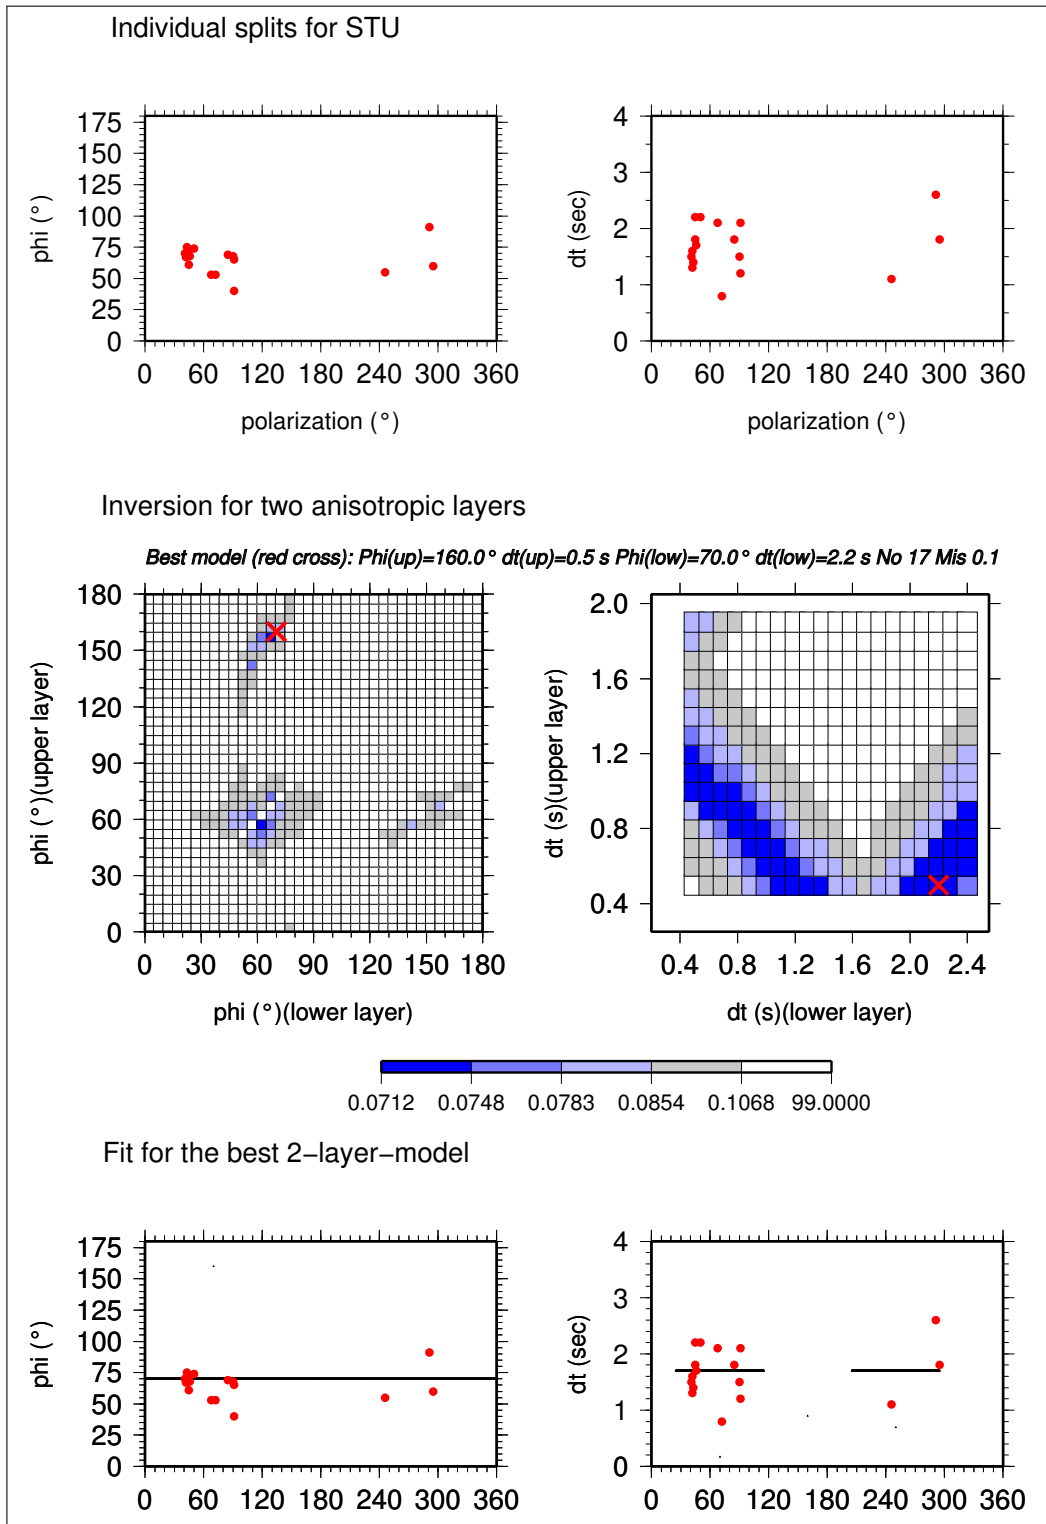 Individual splits for STU
175
150
125
100
75
50
25
0
phi (°)
0 60 120 180 240 300 360
polarization (°)
4
3
2
1
0
dt (sec)
0 60 120 180 240 300 360
polarization (°)
Inversion for two anisotropic layers
Best model (red cross): Phi(up)=160.0° dt(up)=0.5 s Phi(low)=70.0° dt(low)=2.2 s No 17 Mis 0.1
180
150
120
90
60
30
0
phi (°)(upper layer)
0 30 60 90 120 150 180
phi (°)(lower layer)
2.0
1.6
1.2
0.8
0.4
dt (s)(upper layer)
0.4 0.8 1.2 1.6 2.0 2.4
dt (s)(lower layer)
0.0712 0.0748 0.0783 0.0854 0.1068 99.0000
Fit for the best 2−layer−model
175
150
125
100
75
50
25
0
phi (°)
0 60 120 180 240 300 360
4
3
2
1
0
dt (sec)
0 60 120 180 240 300 360